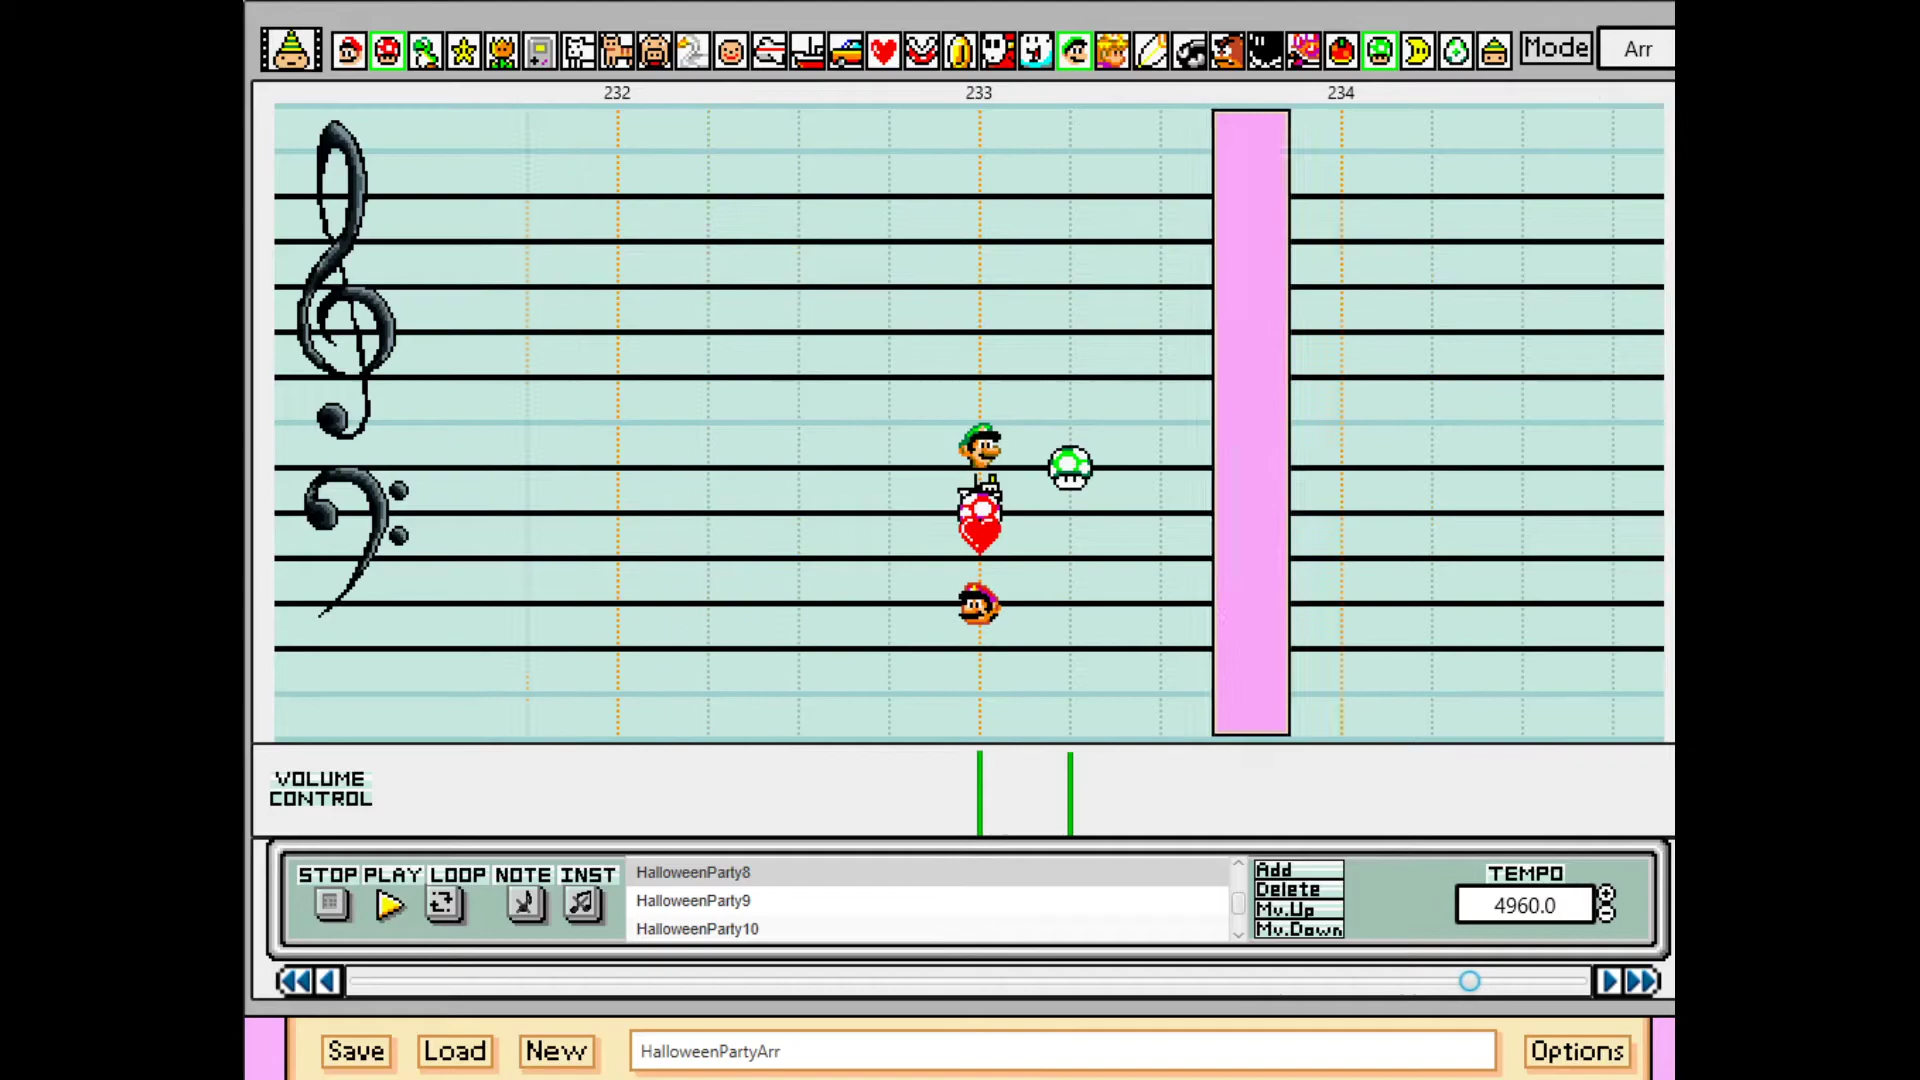 Mode Arr
232 233 234
VOLUME
CONTROL
STOP PLAY LOOP NOTE INST
HalloweenParty8
HalloweenParty9
HalloweenParty10
Add
Delete
Mv.Up
Mv.Down
TEMPO
4960.0
Save Load New HalloweenPartyArr Options